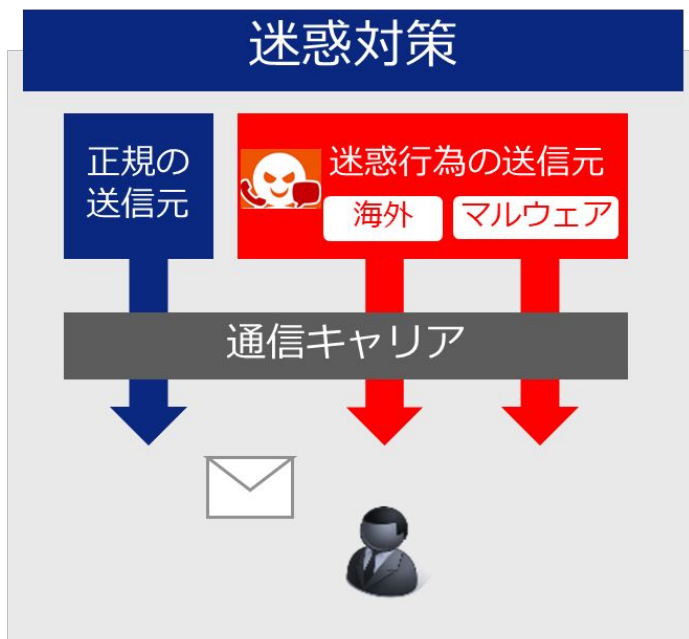 迷惑対策
正規の
送信元
迷惑行為の送信元
海外
マルウェア
通信キャリア